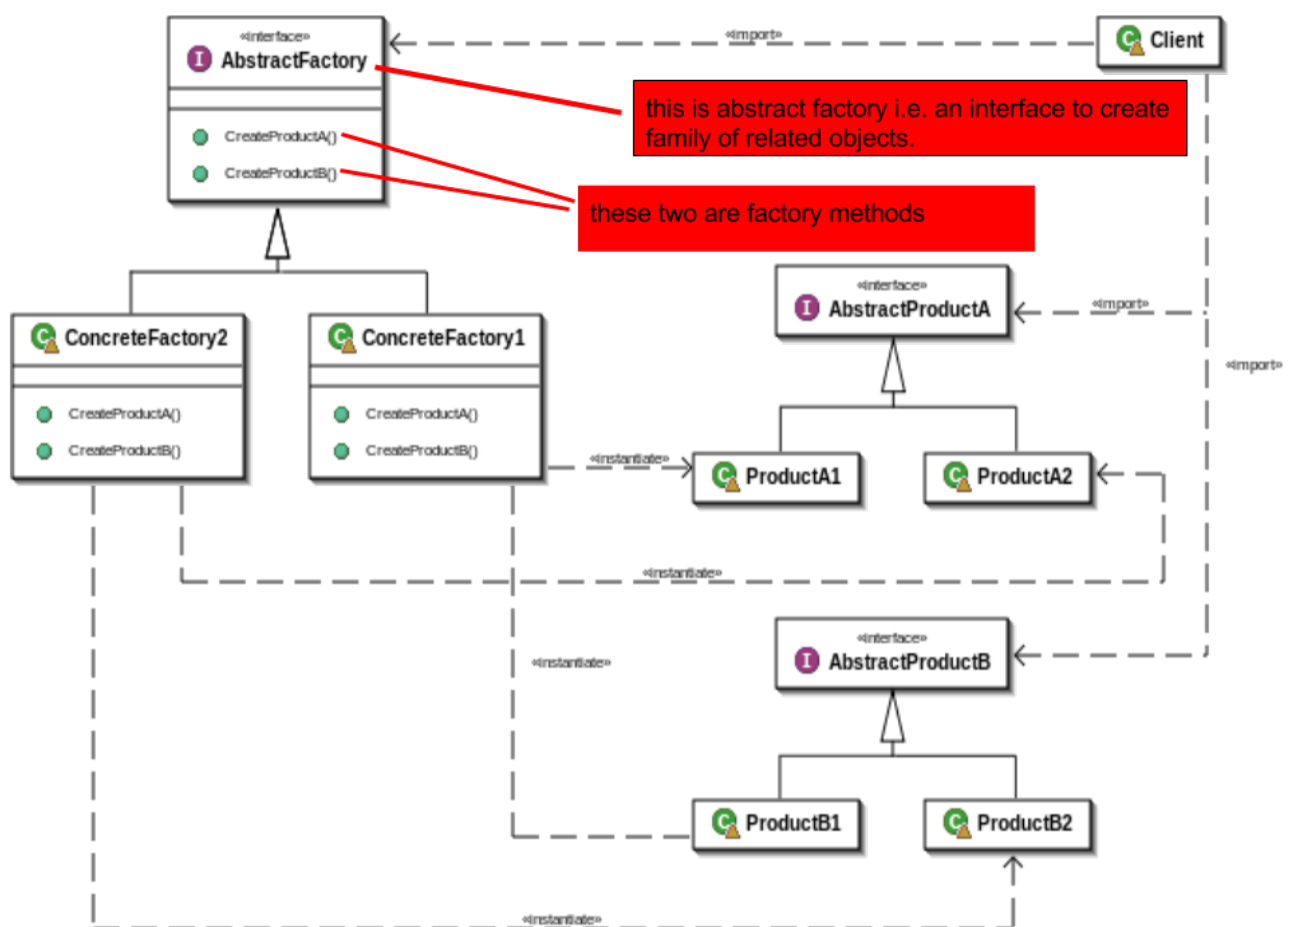 «interface»
AbstractFactory
CreateProductA()
CreateProductB()
«import»
Client
this is abstract factory i.e. an interface to create
family of related objects.
these two are factory methods
«interface»
AbstractProductA
«import»
«import»
ConcreteFactory2
CreateProductA()
CreateProductB()
ConcreteFactory1
CreateProductA()
CreateProductB()
«instantiate»
ProductA1
ProductA2
«instantiate»
«interface»
AbstractProductB
«instantiate»
ProductB1
ProductB2
«instantiate»